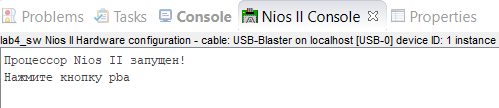 Problems Tasks Console Nios II Console Properties
lab4_sw Nios II Hardware configuration - cable: USB-Blaster on localhost [USB-0] device ID: 1 instance
Процессор Nios II запущен!
Нажмите кнопку pba